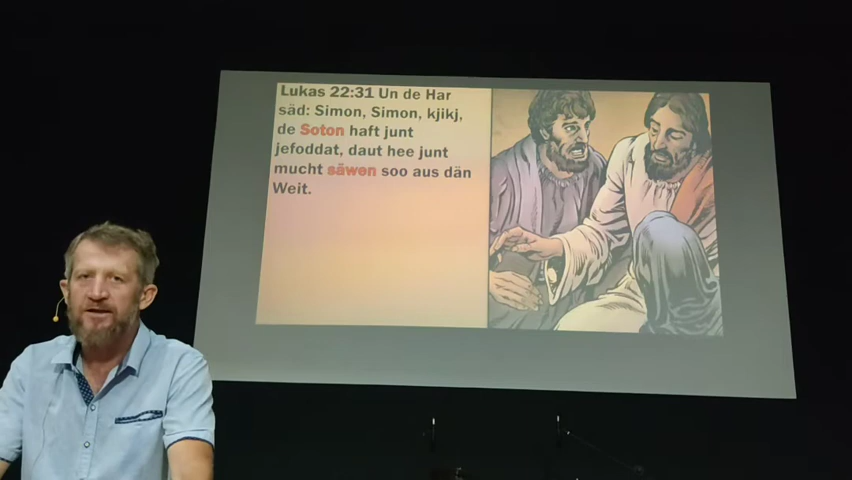 Lukas 22:31 Un de Har
säd: Simon, Simon, kjikj,
de Soton haft junt
jefoddat, daut hee junt
mucht säwen soo aus dän
Weit.